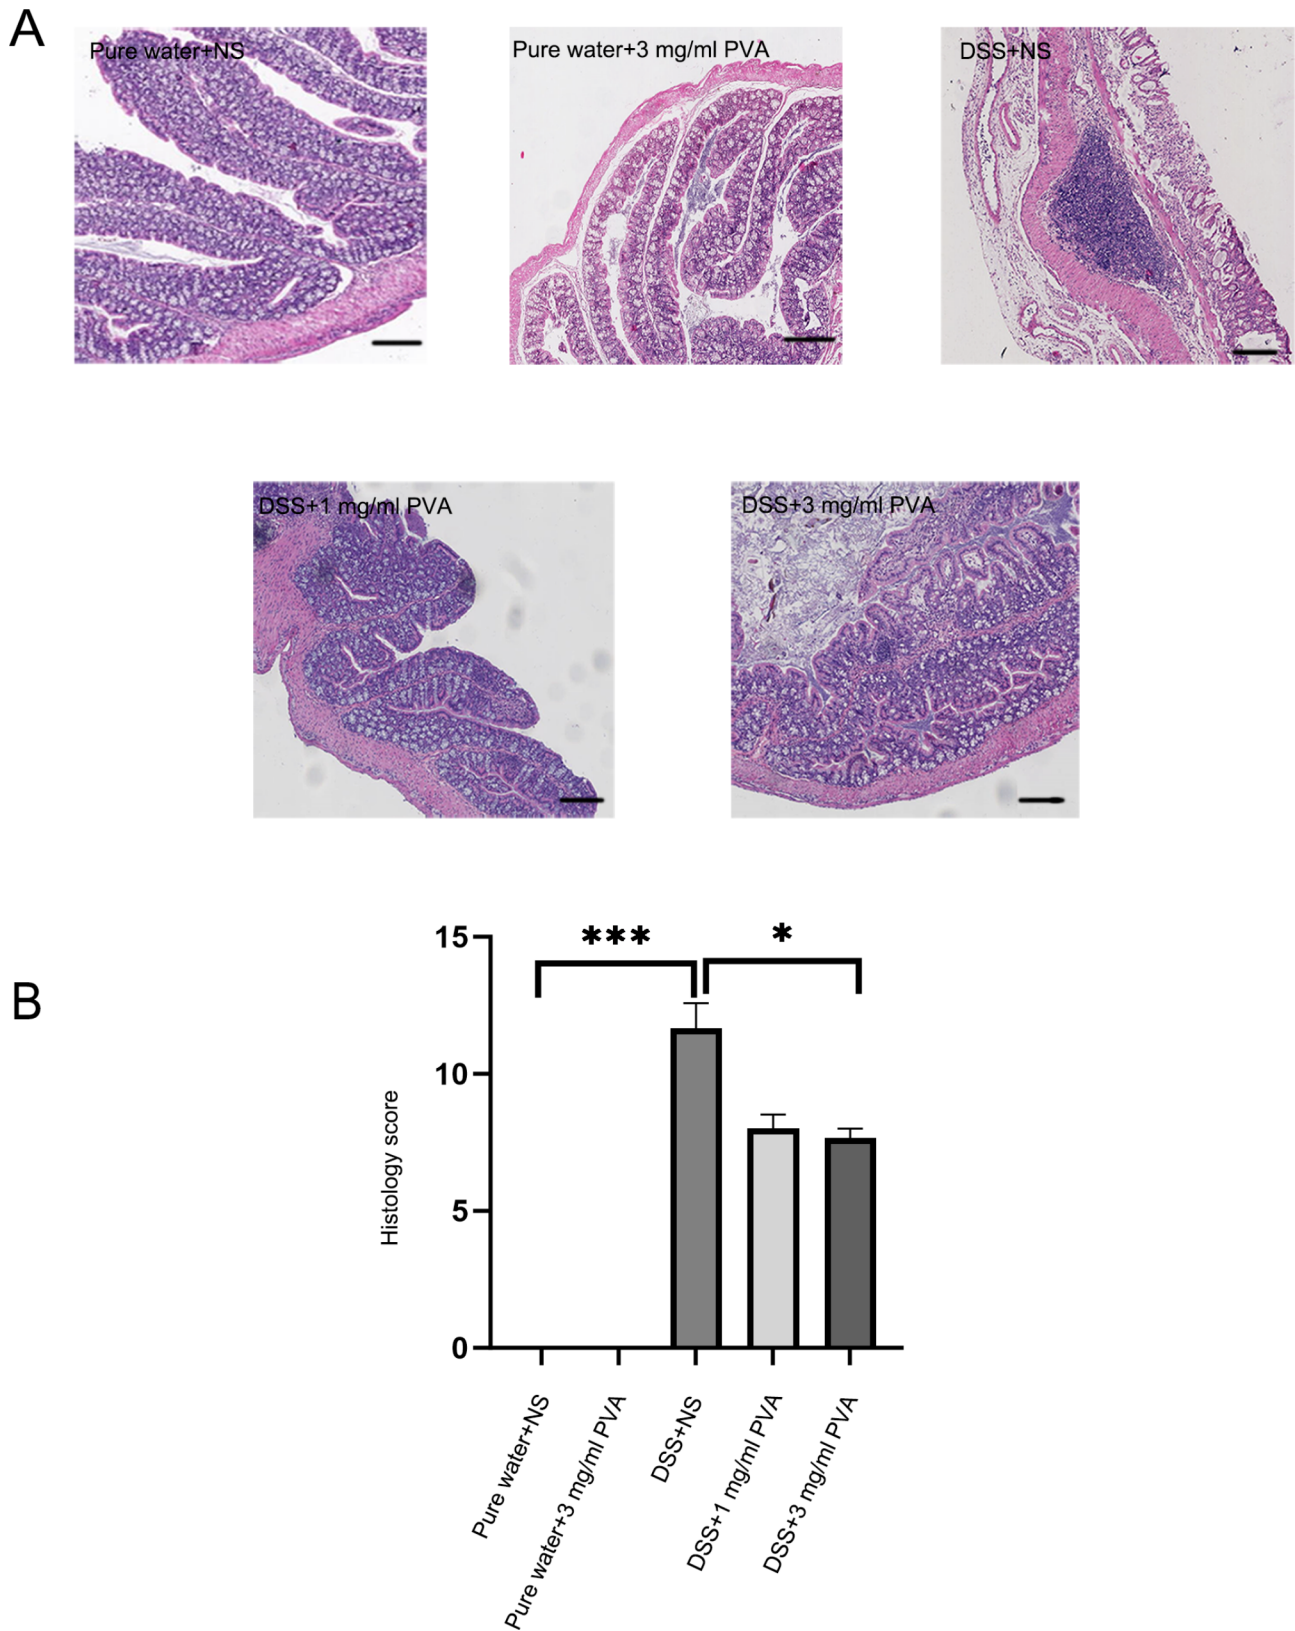 A
Pure water+NS
Pure water+3 mg/ml PVA
DSS+NS
DSS+1 mg/ml PVA
DSS+3 mg/ml PVA
B
***
*
15
10
5
0
Histology score
Pure water+NS
Pure water+3 mg/ml PVA
DSS+NS
DSS+1 mg/ml PVA
DSS+3 mg/ml PVA